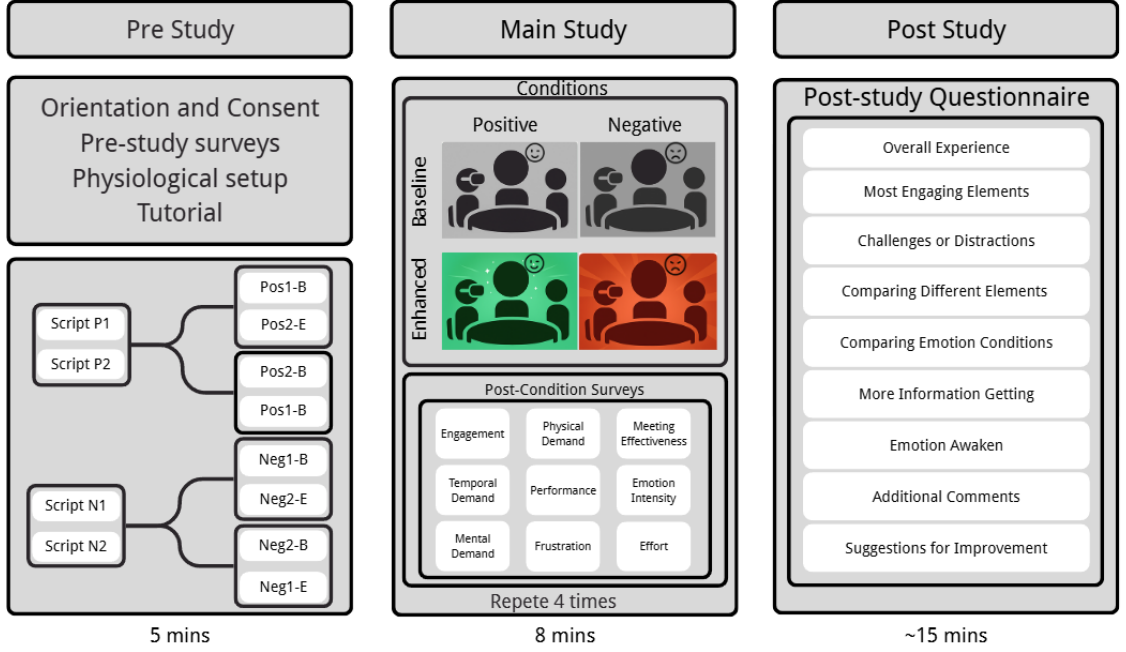 Pre Study
Orientation and Consent
Pre-study surveys
Physiological setup
Tutorial
Script P1
Script P2
Pos1-B
Pos2-E
Pos2-B
Pos1-B
Script N1
Script N2
Neg1-B
Neg2-E
Neg2-B
Neg1-E
5 mins
Main Study
Conditions
Positive
Negative
Baseline
Enhanced
Post-Condition Surveys
Engagement
Physical
Demand
Meeting
Effectiveness
Temporal
Demand
Performance
Emotion
Intensity
Mental
Demand
Frustration
Effort
Repete 4 times
8 mins
Post Study
Post-study Questionnaire
Overall Experience
Most Engaging Elements
Challenges or Distractions
Comparing Different Elements
Comparing Emotion Conditions
More Information Getting
Emotion Awaken
Additional Comments
Suggestions for Improvement
~15 mins